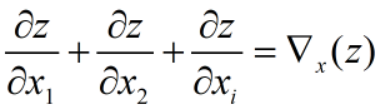 ∂z/∂x₁ + ∂z/∂x₂ + ∂z/∂xᵢ = ∇ₓ(z)